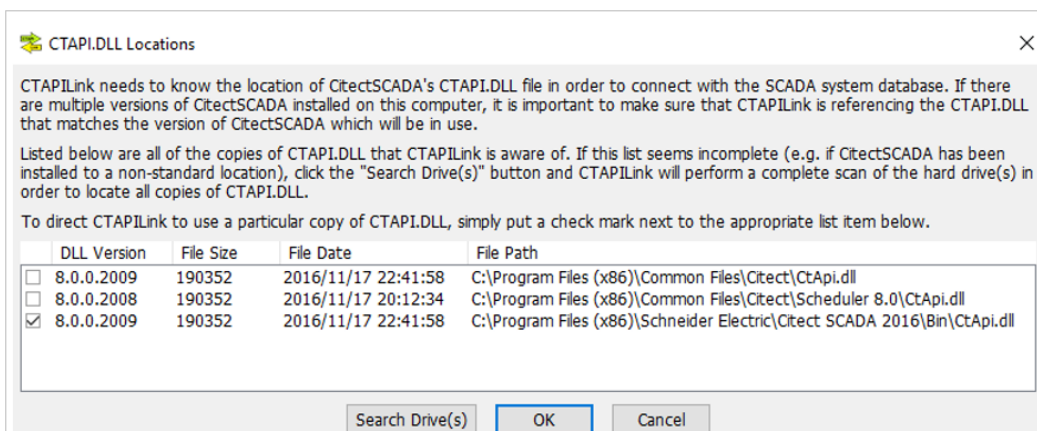 CTAPI.DLL Locations
CTAPILink needs to know the location of CitectSCADA's CTAPI.DLL file in order to connect with the SCADA system database. If there
are multiple versions of CitectSCADA installed on this computer, it is important to make sure that CTAPILink is referencing the CTAPI.DLL
that matches the version of CitectSCADA which will be in use.
Listed below are all of the copies of CTAPI.DLL that CTAPILink is aware of. If this list seems incomplete (e.g. if CitectSCADA has been
installed to a non-standard location), click the "Search Drive(s)" button and CTAPILink will perform a complete scan of the hard drive(s) in
order to locate all copies of CTAPI.DLL.
To direct CTAPILink to use a particular copy of CTAPI.DLL, simply put a check mark next to the appropriate list item below.
DLL Version File Size File Date File Path
8.0.0.2009 190352 2016/11/17 22:41:58 C:\Program Files (x86)\Common Files\Citect\CtApi.dll
8.0.0.2008 190352 2016/11/17 20:12:34 C:\Program Files (x86)\Common Files\Citect\Scheduler 8.0\CtApi.dll
8.0.0.2009 190352 2016/11/17 22:41:58 C:\Program Files (x86)\Schneider Electric\Citect SCADA 2016\Bin\CtApi.dll
Search Drive(s) OK Cancel